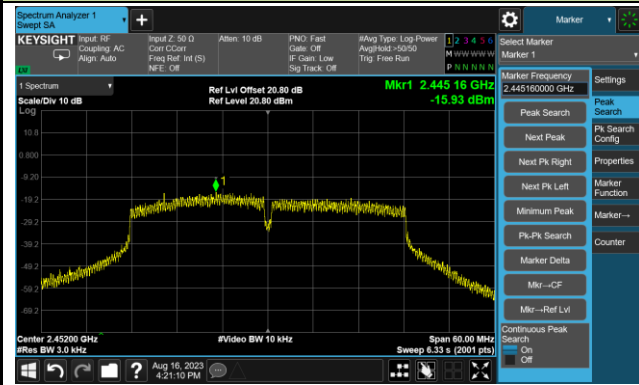 Spectrum Analyzer 1
Swept SA
Marker
KEYSIGHT
Input: RF
Coupling: AC
Align: Auto
Input Z: 50 Ω
Corr CCorr
Freq Ref: Int (S)
NFE: Off
Atten: 10 dB
PNO: Fast
Gate: Off
IF Gain: Low
Sig Track: Off
#Avg Type: Log-Power
Avg|Hold:>50/50
Trig: Free Run
1 2 3 4 5 6
M W W W W W
P N N N N N
Select Marker
Marker 1
1 Spectrum
Scale/Div 10 dB
Ref Lvl Offset 20.80 dB
Ref Level 20.80 dBm
Mkr1 2.445 16 GHz
-15.93 dBm
Log
10.8
0.800
-9.20
-19.2
-29.2
-39.2
-49.2
-59.2
-69.2
1
Center 2.45200 GHz
#Res BW 3.0 kHz
#Video BW 10 kHz
Span 60.00 MHz
Sweep 6.33 s (2001 pts)
Marker Frequency
2.445160000 GHz
Peak Search
Next Peak
Next Pk Right
Next Pk Left
Minimum Peak
Pk-Pk Search
Marker Delta
Mkr→CF
Mkr→Ref Lvl
Continuous Peak
Search
On
Off
Settings
Peak
Search
Pk Search
Config
Properties
Marker
Function
Marker→
Counter
?
Aug 16, 2023
4:21:10 PM